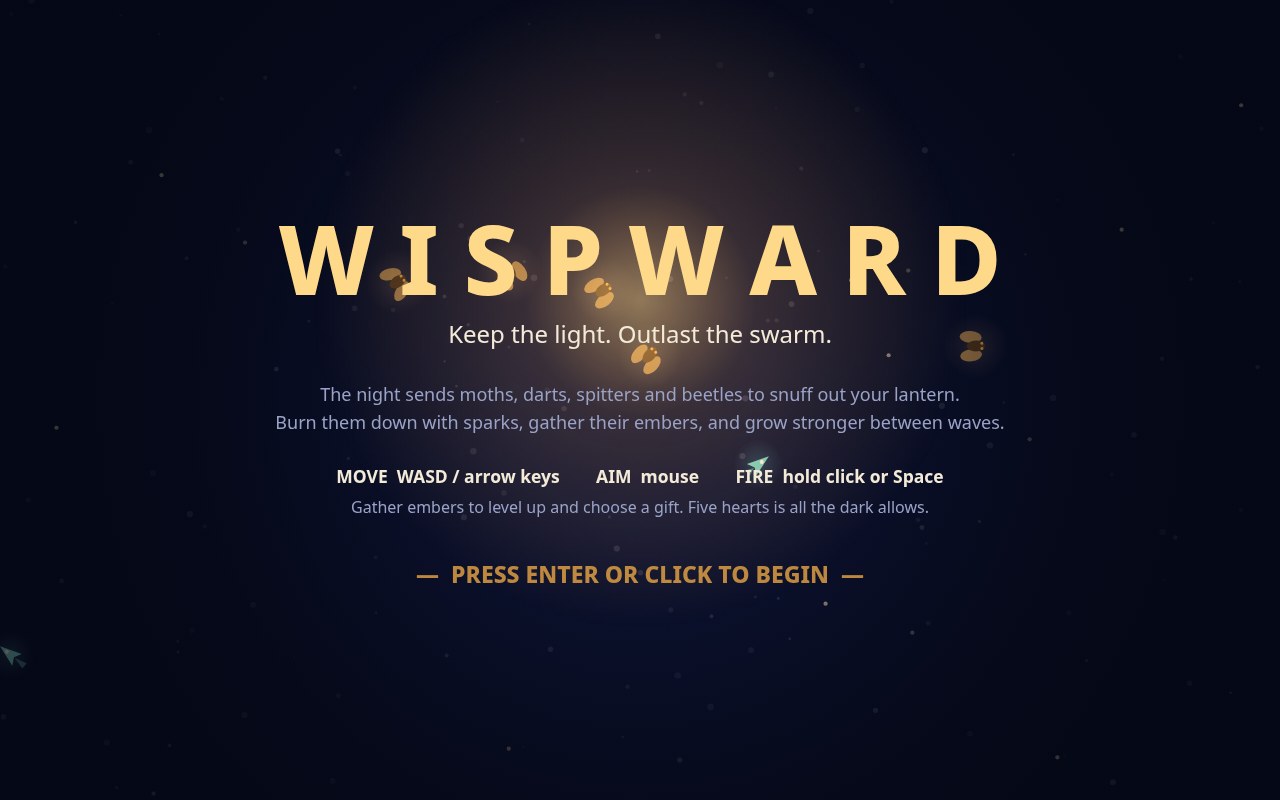 WISPWARD
Keep the light. Outlast the swarm.
The night sends moths, darts, spitters and beetles to snuff out your lantern.
Burn them down with sparks, gather their embers, and grow stronger between waves.
MOVE WASD / arrow keys AIM mouse FIRE hold click or Space
Gather embers to level up and choose a gift. Five hearts is all the dark allows.
— PRESS ENTER OR CLICK TO BEGIN —